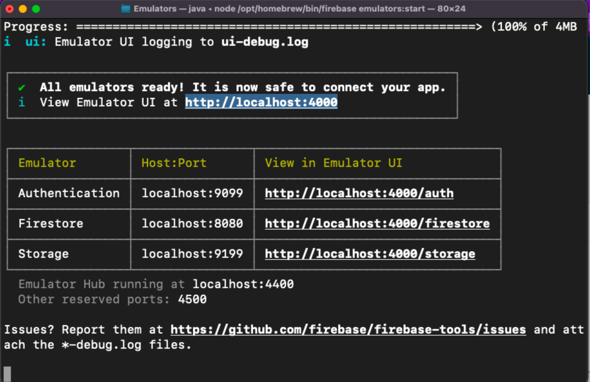 Emulators — java • node /opt/homebrew/bin/firebase emulators:start — 80×24
Progress: =======================================================> (100% of 4MB
i  ui: Emulator UI logging to ui-debug.log
✔  All emulators ready! It is now safe to connect your app.
i  View Emulator UI at http://localhost:4000
Emulator Host:Port View in Emulator UI
Authentication localhost:9099 http://localhost:4000/auth
Firestore localhost:8080 http://localhost:4000/firestore
Storage localhost:9199 http://localhost:4000/storage
Emulator Hub running at localhost:4400
Other reserved ports: 4500
Issues? Report them at https://github.com/firebase/firebase-tools/issues and att
ach the *-debug.log files.